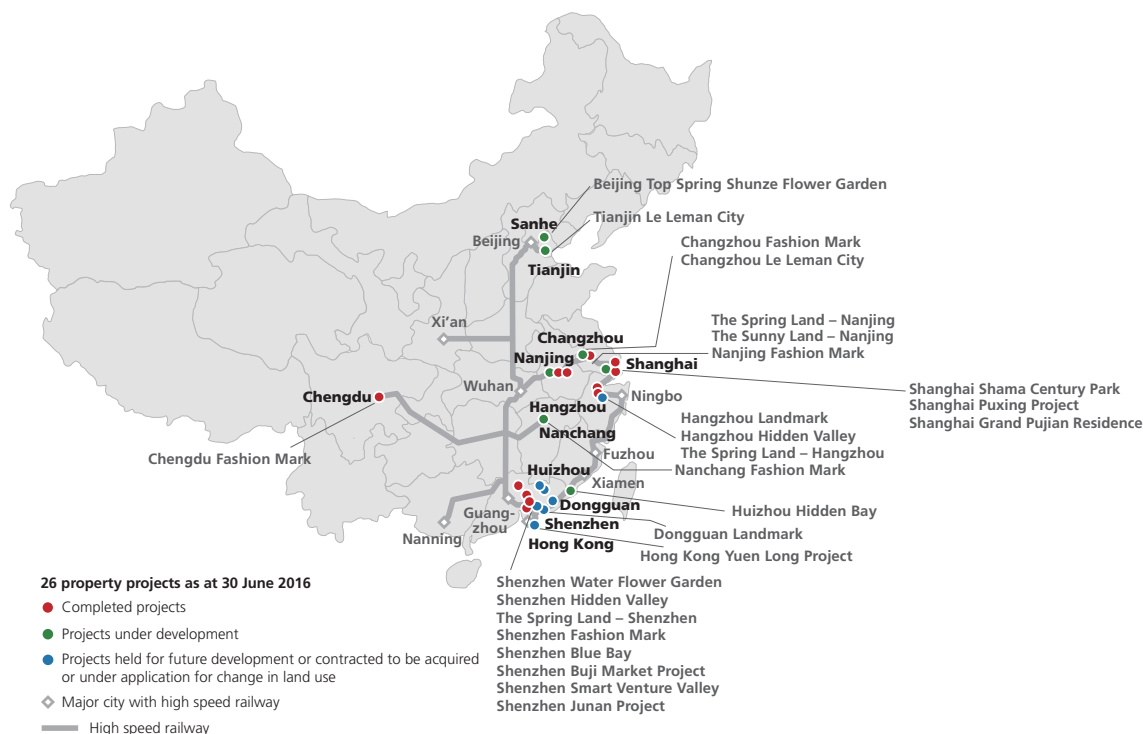 Beijing Top Spring Shunze Flower Garden
Sanhe
Tianjin Le Leman City
Beijing
Changzhou Fashion Mark
Changzhou Le Leman City
Tianjin
Xi'an
The Spring Land – Nanjing
The Sunny Land – Nanjing
Nanjing Fashion Mark
Changzhou
Nanjing
Shanghai
Wuhan
Shanghai Shama Century Park
Shanghai Puxing Project
Shanghai Grand Pujian Residence
Chengdu
Ningbo
Hangzhou
Hangzhou Landmark
Hangzhou Hidden Valley
The Spring Land – Hangzhou
Nanchang
Nanchang Fashion Mark
Chengdu Fashion Mark
Fuzhou
Huizhou
Xiamen
Dongguan
Huizhou Hidden Bay
Guang-
zhou
Shenzhen
Dongguan Landmark
Nanning
Hong Kong
Hong Kong Yuen Long Project
Shenzhen Water Flower Garden
Shenzhen Hidden Valley
The Spring Land – Shenzhen
Shenzhen Fashion Mark
Shenzhen Blue Bay
Shenzhen Buji Market Project
Shenzhen Smart Venture Valley
Shenzhen Junan Project
26 property projects as at 30 June 2016
Completed projects
Projects under development
Projects held for future development or contracted to be acquired
or under application for change in land use
Major city with high speed railway
High speed railway